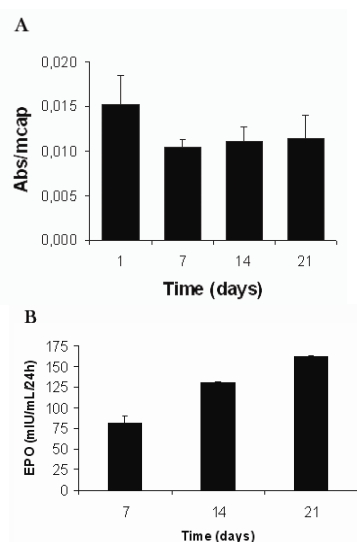 A
Abs/mcap
0,020
0,015
0,010
0,005
0,000
1 7 14 21
Time (days)
B
EPO (mIU/mL/24h)
175
150
125
100
75
50
25
0
7 14 21
Time (days)